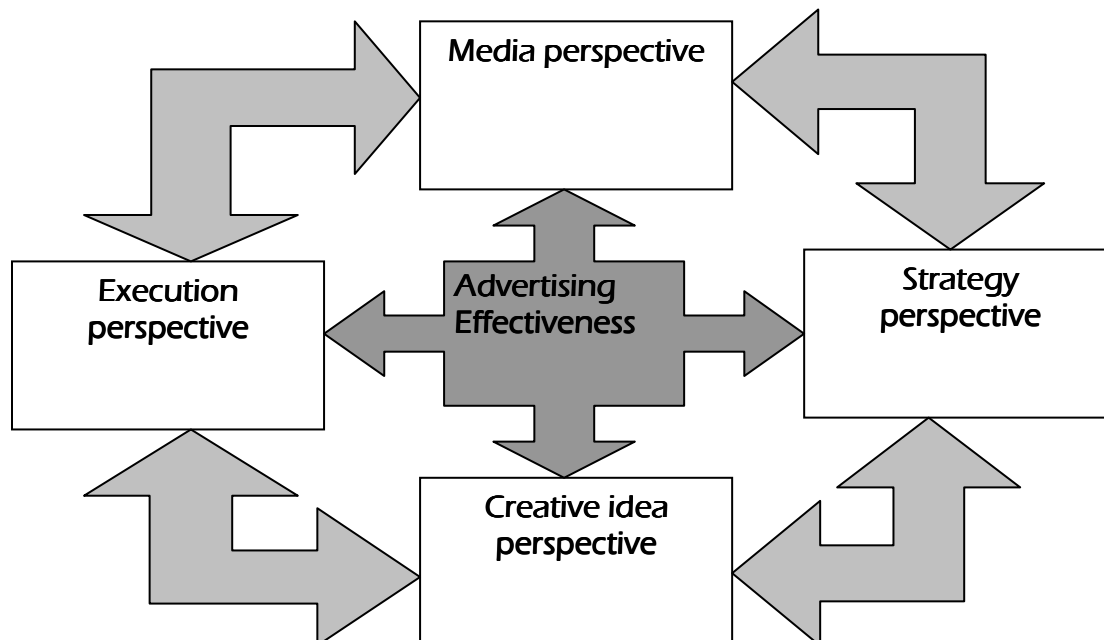 Media perspective
Execution
perspective
Advertising
Effectiveness
Strategy
perspective
Creative idea
perspective